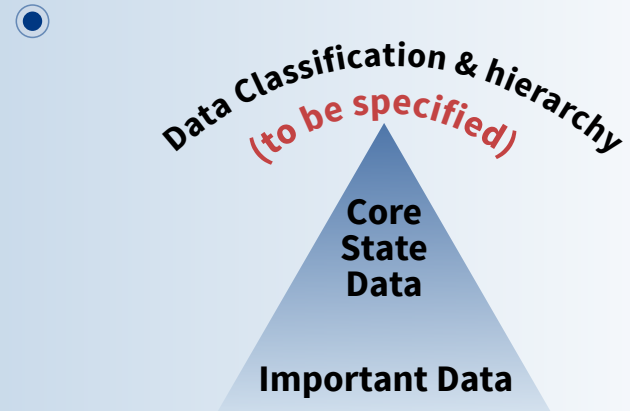 Data Classification & hierarchy
(to be specified)
Core
State
Data
Important Data